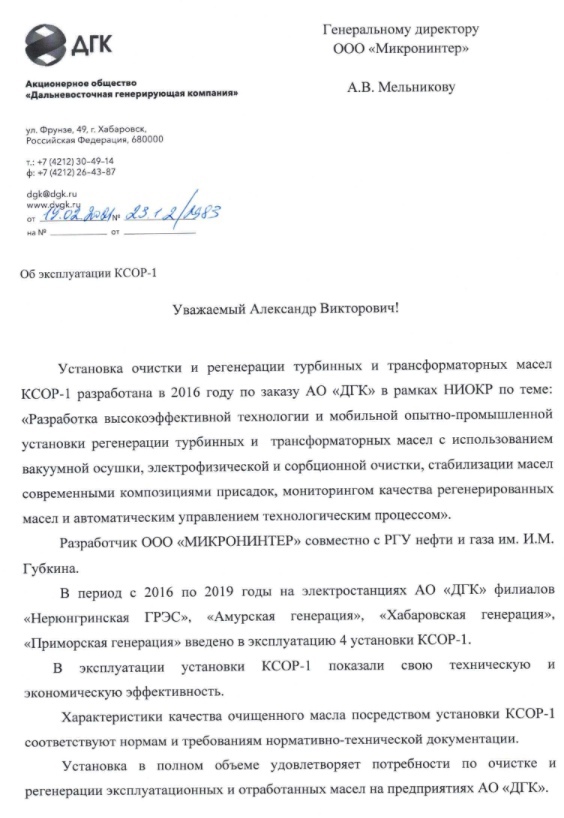 ДГК
Акционерное общество
«Дальневосточная генерирующая компания»
ул. Фрунзе, 49, г. Хабаровск,
Российская Федерация, 680000
т.: +7 (4212) 30-49-14
ф: +7 (4212) 26-43-87
dgk@dgk.ru
www.dvgk.ru
от 19.02.2021 № 23.1.2/1983
на № ________ от ________
Генеральному директору
ООО «Микронинтер»
А.В. Мельникову
Об эксплуатации КСОР-1
Уважаемый Александр Викторович!
Установка очистки и регенерации турбинных и трансформаторных масел
КСОР-1 разработана в 2016 году по заказу АО «ДГК» в рамках НИОКР по теме:
«Разработка высокоэффективной технологии и мобильной опытно-промышленной
установки регенерации турбинных и трансформаторных масел с использованием
вакуумной осушки, электрофизической и сорбционной очистки, стабилизации масел
современными композициями присадок, мониторингом качества регенерированных
масел и автоматическим управлением технологическим процессом».
Разработчик ООО «МИКРОНИНТЕР» совместно с РГУ нефти и газа им. И.М.
Губкина.
В период с 2016 по 2019 годы на электростанциях АО «ДГК» филиалов
«Нерюнгринская ГРЭС», «Амурская генерация», «Хабаровская генерация»,
«Приморская генерация» введено в эксплуатацию 4 установки КСОР-1.
В эксплуатации установки КСОР-1 показали свою техническую и
экономическую эффективность.
Характеристики качества очищенного масла посредством установки КСОР-1
соответствуют нормам и требованиям нормативно-технической документации.
Установка в полном объеме удовлетворяет потребности по очистке и
регенерации эксплуатационных и отработанных масел на предприятиях АО «ДГК».